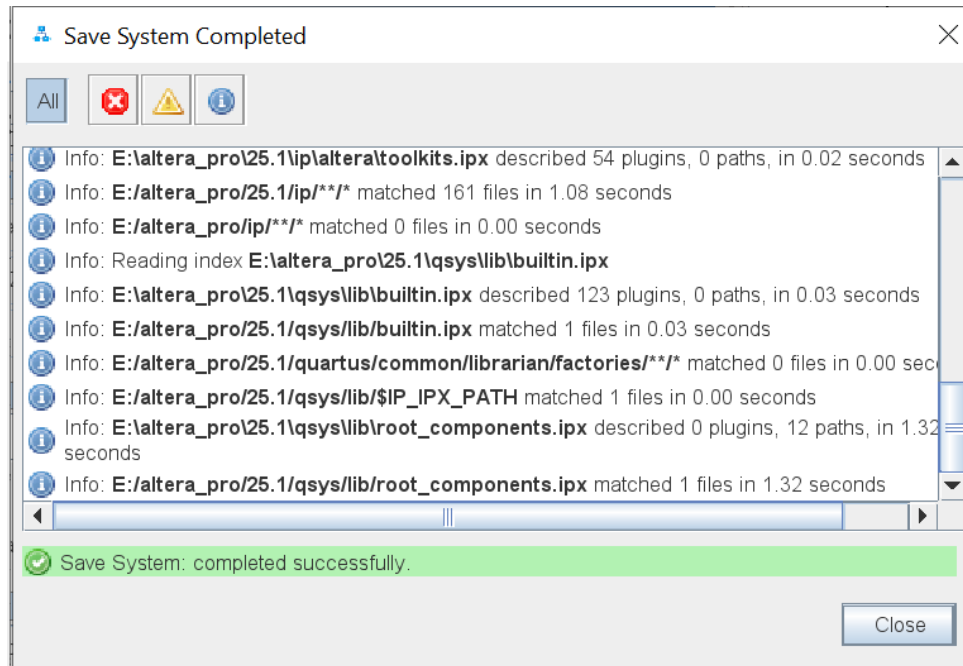 Save System Completed
All
Info: E:\altera_pro\25.1\ip\altera\toolkits.ipx described 54 plugins, 0 paths, in 0.02 seconds
Info: E:/altera_pro/25.1/ip/**/* matched 161 files in 1.08 seconds
Info: E:/altera_pro/ip/**/* matched 0 files in 0.00 seconds
Info: Reading index E:\altera_pro\25.1\qsys\lib\builtin.ipx
Info: E:\altera_pro\25.1\qsys\lib\builtin.ipx described 123 plugins, 0 paths, in 0.03 seconds
Info: E:/altera_pro/25.1/qsys/lib/builtin.ipx matched 1 files in 0.03 seconds
Info: E:/altera_pro/25.1/quartus/common/librarian/factories/**/* matched 0 files in 0.00 sec
Info: E:/altera_pro/25.1/qsys/lib/$IP_IPX_PATH matched 1 files in 0.00 seconds
Info: E:\altera_pro\25.1\qsys\lib\root_components.ipx described 0 plugins, 12 paths, in 1.32
seconds
Info: E:/altera_pro/25.1/qsys/lib/root_components.ipx matched 1 files in 1.32 seconds
Save System: completed successfully.
Close